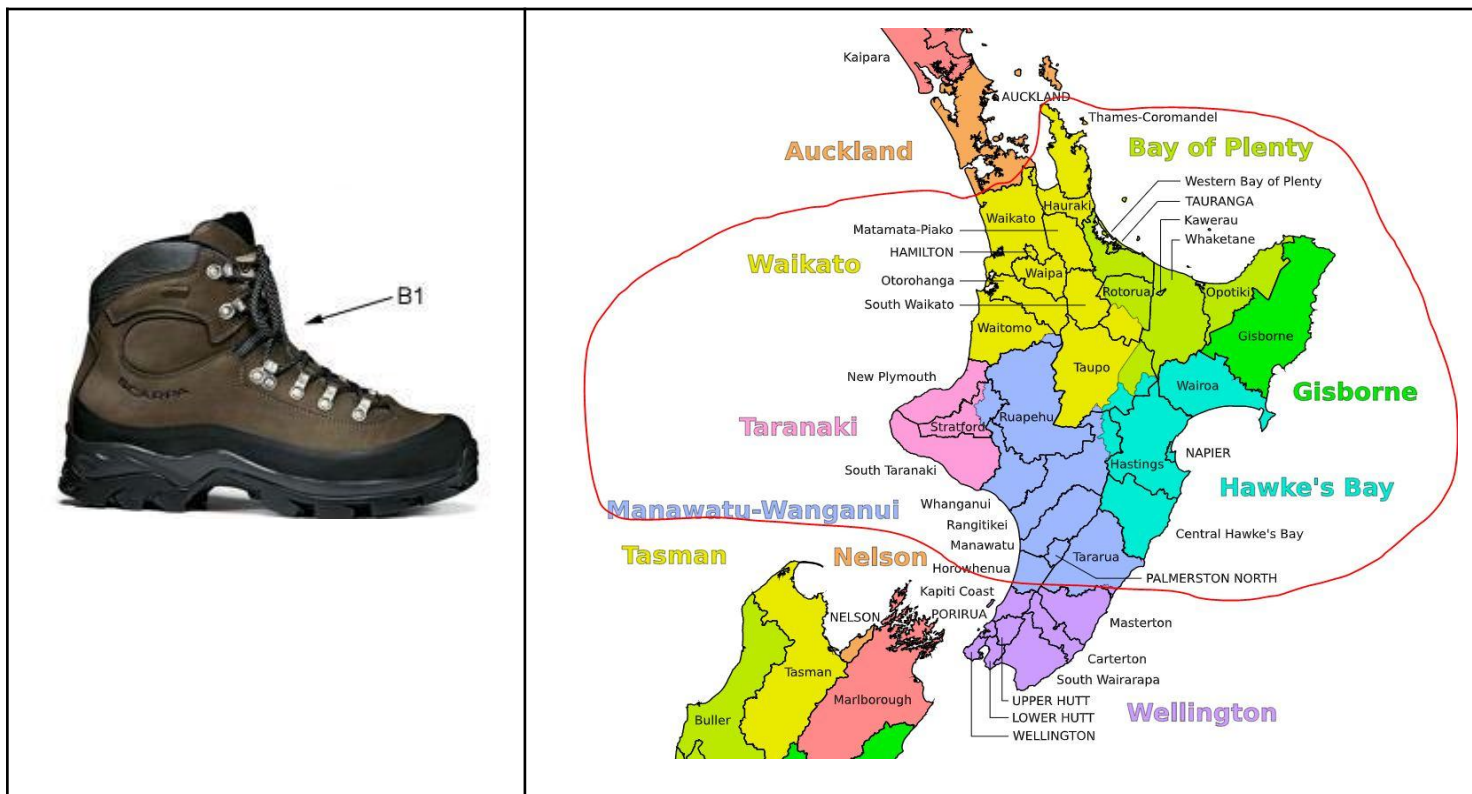 B1
SCARPA
Kaipara
AUCKLAND
Thames-Coromandel
Auckland
Bay of Plenty
Western Bay of Plenty
TAURANGA
Kawerau
Whaketane
Hauraki
Waikato
Matamata-Piako
HAMILTON
Waikato
Waipa
Otorohanga
Rotorua
Opotiki
South Waikato
Waitomo
Gisborne
Taupo
Wairoa
New Plymouth
Gisborne
Ruapehu
Taranaki
Stratford
NAPIER
Hastings
South Taranaki
Hawke's Bay
Whanganui
Manawatu-Wanganui
Rangitikei
Central Hawke's Bay
Manawatu
Tararua
Tasman
Nelson
Horowhenua
PALMERSTON NORTH
Kapiti Coast
NELSON
PORIRUA
Masterton
Carterton
Tasman
South Wairarapa
Marlborough
UPPER HUTT
Wellington
LOWER HUTT
Buller
WELLINGTON